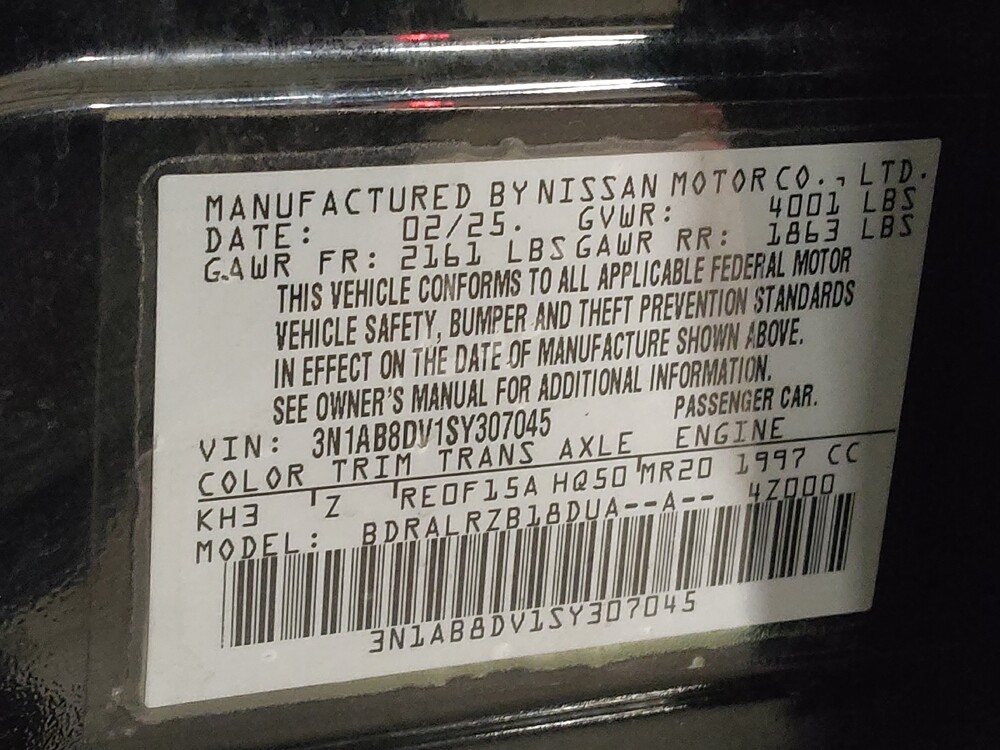 MANUFACTURED BY NISSAN MOTOR CO., LTD.
DATE: 02/25. GVWR: 4001 LBS
GAWR FR: 2161 LBS GAWR RR: 1863 LBS
THIS VEHICLE CONFORMS TO ALL APPLICABLE FEDERAL MOTOR
VEHICLE SAFETY, BUMPER AND THEFT PREVENTION STANDARDS
IN EFFECT ON THE DATE OF MANUFACTURE SHOWN ABOVE.
SEE OWNER'S MANUAL FOR ADDITIONAL INFORMATION.
VIN: 3N1AB8DV1SY307045 PASSENGER CAR.
COLOR TRIM TRANS AXLE ENGINE
KH3 Z RE0F15A HQ50 MR20 1997 CC
MODEL: BDRALRZB18DUA--A-- 4Z000
3N1AB8DV1SY307045